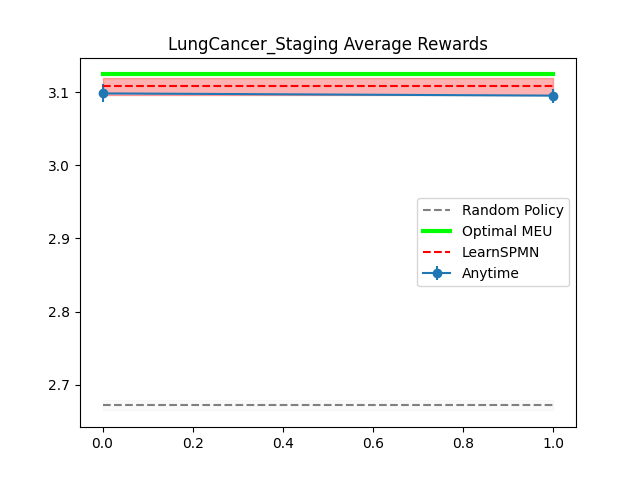 LungCancer_Staging Average Rewards
3.1
3.0
2.9
2.8
2.7
Random Policy
Optimal MEU
LearnSPMN
Anytime
0.0 0.2 0.4 0.6 0.8 1.0